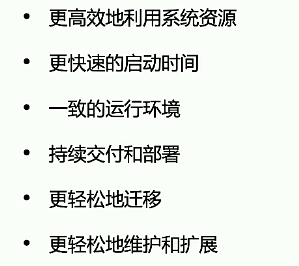 • 更高效地利用系统资源
• 更快速的启动时间
• 一致的运行环境
• 持续交付和部署
• 更轻松地迁移
• 更轻松地维护和扩展